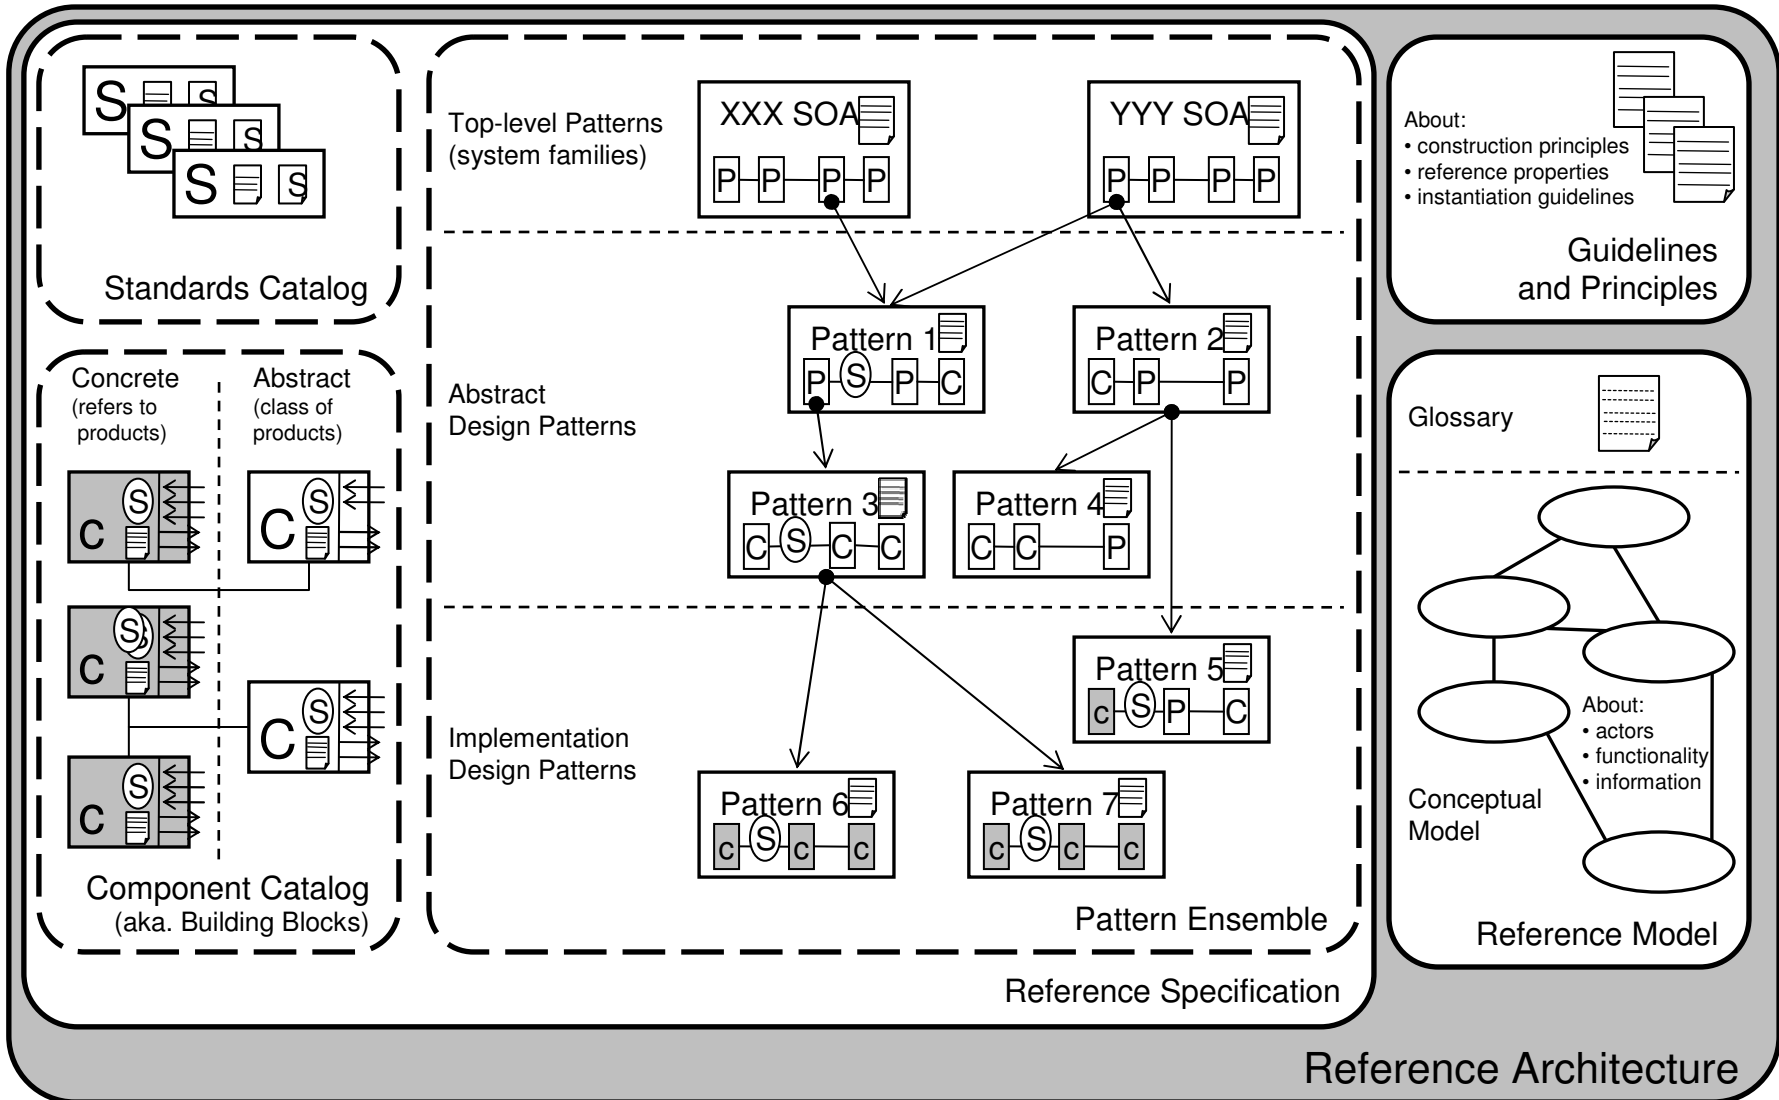 S S
S S
S S
Standards Catalog
Concrete
(refers to
products)
Abstract
(class of
products)
S
c
S
C
S S
c
S
C
S
c
Component Catalog
(aka. Building Blocks)
Top-level Patterns
(system families)
XXX SOA
P P P P
YYY SOA
P P P P
Abstract
Design Patterns
Pattern 1
P S P C
Pattern 2
C P P
Pattern 3
C S C C
Pattern 4
C C P
Implementation
Design Patterns
Pattern 5
c S P C
Pattern 6
c S c c
Pattern 7
c S c c
Pattern Ensemble
Reference Specification
About:
• construction principles
• reference properties
• instantiation guidelines
Guidelines
and Principles
Glossary
About:
• actors
• functionality
• information
Conceptual
Model
Reference Model
Reference Architecture